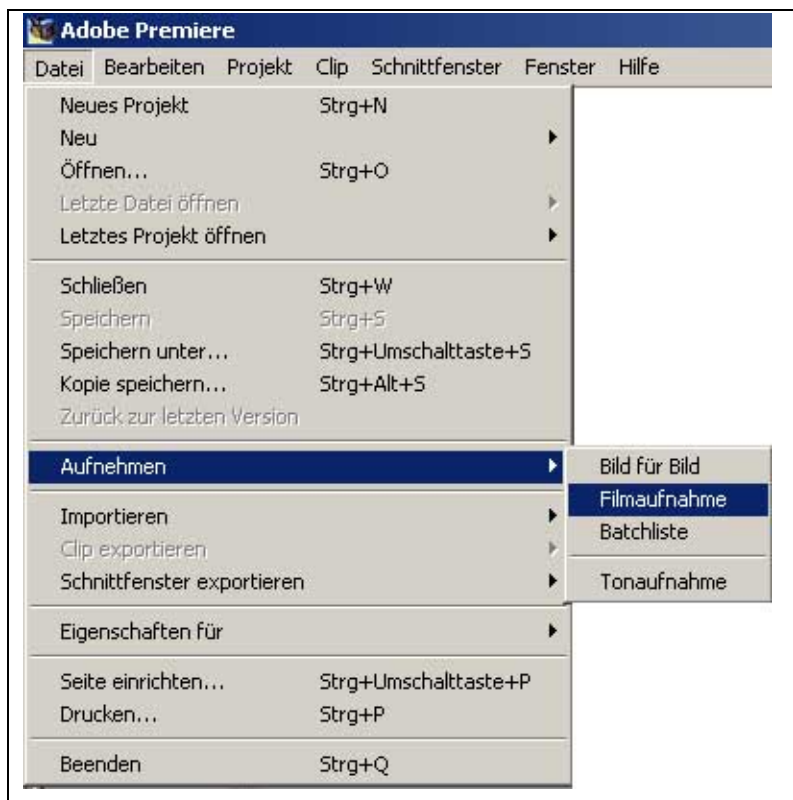 Adobe Premiere
Datei Bearbeiten Projekt Clip Schnittfenster Fenster Hilfe
Neues Projekt Strg+N
Neu
Öffnen... Strg+O
Letzte Datei öffnen
Letztes Projekt öffnen
Schließen Strg+W
Speichern Strg+S
Speichern unter... Strg+Umschalttaste+S
Kopie speichern... Strg+Alt+S
Zurück zur letzten Version
Aufnehmen
Bild für Bild
Filmaufnahme
Batchliste
Tonaufnahme
Importieren
Clip exportieren
Schnittfenster exportieren
Eigenschaften für
Seite einrichten... Strg+Umschalttaste+P
Drucken... Strg+P
Beenden Strg+Q